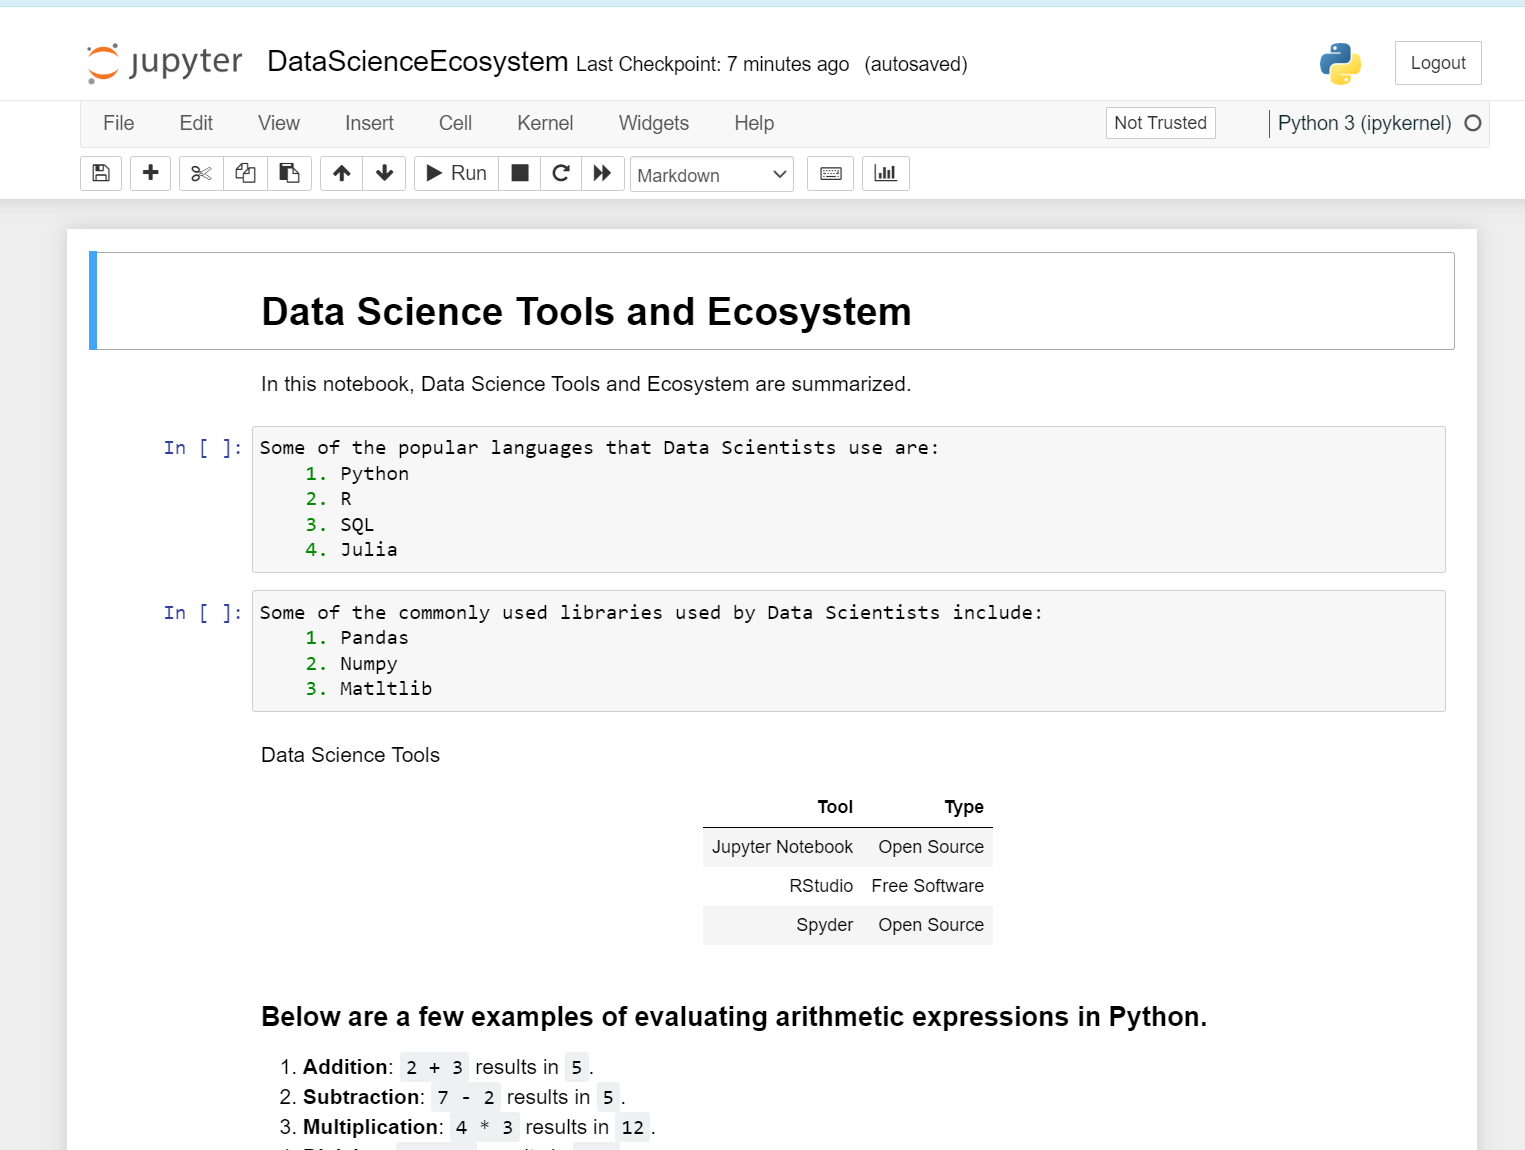 jupyter DataScienceEcosystem Last Checkpoint: 7 minutes ago (autosaved) Logout
File Edit View Insert Cell Kernel Widgets Help Not Trusted Python 3 (ipykernel)
Run Markdown
Data Science Tools and Ecosystem
In this notebook, Data Science Tools and Ecosystem are summarized.
In [ ]: Some of the popular languages that Data Scientists use are:
1. Python
2. R
3. SQL
4. Julia
In [ ]: Some of the commonly used libraries used by Data Scientists include:
1. Pandas
2. Numpy
3. Matltlib
Data Science Tools
Tool Type
Jupyter Notebook Open Source
RStudio Free Software
Spyder Open Source
Below are a few examples of evaluating arithmetic expressions in Python.
1. Addition: 2 + 3 results in 5.
2. Subtraction: 7 - 2 results in 5.
3. Multiplication: 4 * 3 results in 12.